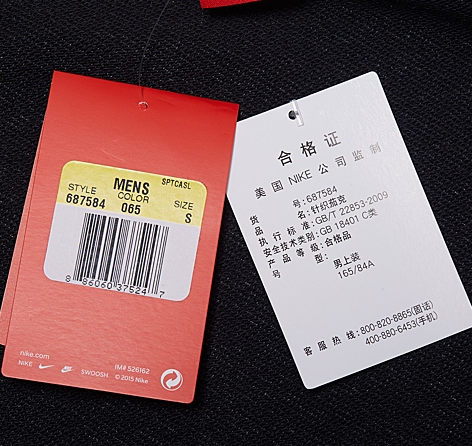 MENS SPTCASL
STYLE COLOR SIZE
687584 065 S
8 86060 37524 7
nike.com
NIKE SWOOSH IM# 526162
© 2015 Nike
合格证
美国 NIKE 公司监制
货号:687584
品名:针织茄克
执行标准:GB/T 22853-2009
安全技术类别:GB 18401 C类
产品等级:合格品
号型:男上装
165/84A
客服热线:800-820-8865(固话)
400-880-6453(手机)